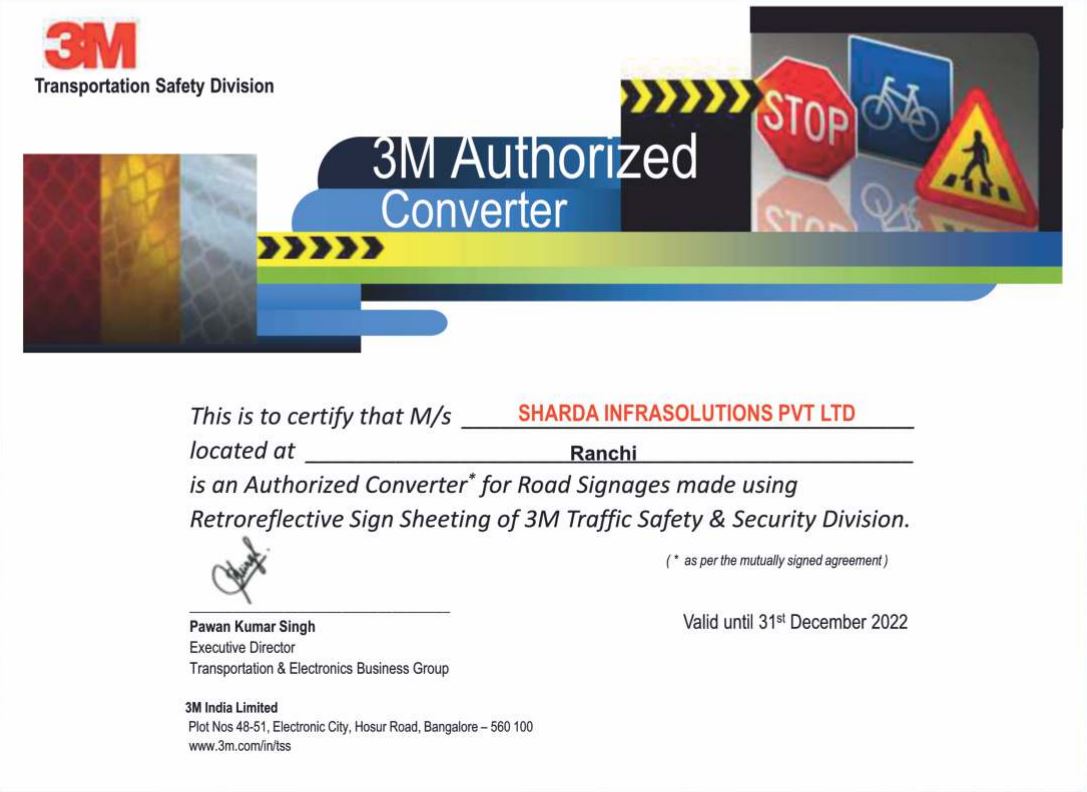 3M
Transportation Safety Division
STOP
3M Authorized
Converter
This is to certify that M/s SHARDA INFRASOLUTIONS PVT LTD
located at Ranchi
is an Authorized Converter* for Road Signages made using
Retroreflective Sign Sheeting of 3M Traffic Safety & Security Division.
( * as per the mutually signed agreement )
Pawan Kumar Singh
Executive Director
Transportation & Electronics Business Group
Valid until 31st December 2022
3M India Limited
Plot Nos 48-51, Electronic City, Hosur Road, Bangalore – 560 100
www.3m.com/in/tss